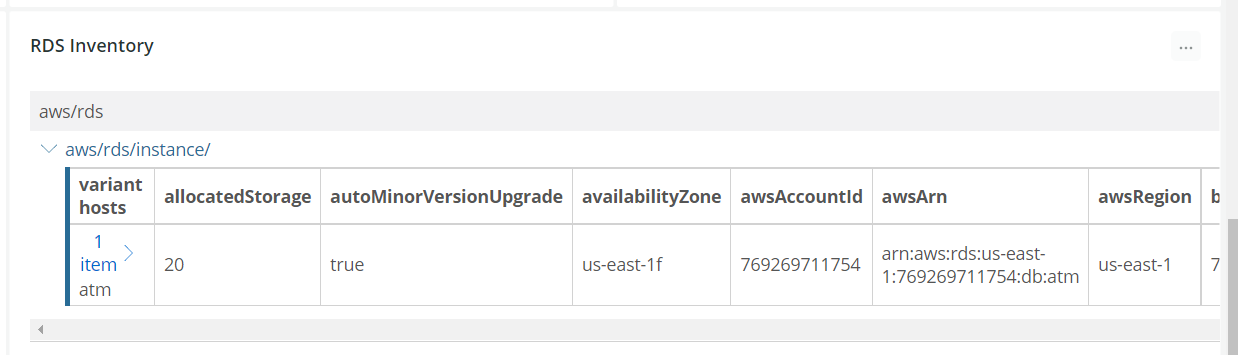 RDS Inventory
...
aws/rds
aws/rds/instance/
variant hosts allocatedStorage autoMinorVersionUpgrade availabilityZone awsAccountId awsArn awsRegion b
1 item atm 20 true us-east-1f 769269711754 arn:aws:rds:us-east-1:769269711754:db:atm us-east-1 7